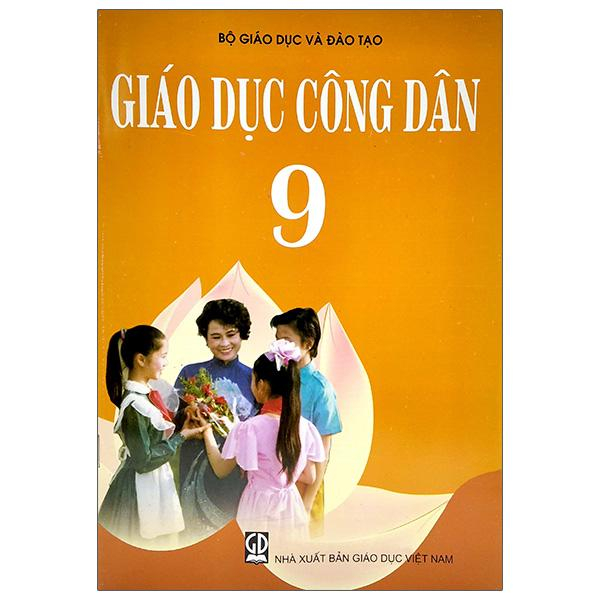 BỘ GIÁO DỤC VÀ ĐÀO TẠO
GIÁO DỤC CÔNG DÂN
9
GD
NHÀ XUẤT BẢN GIÁO DỤC VIỆT NAM